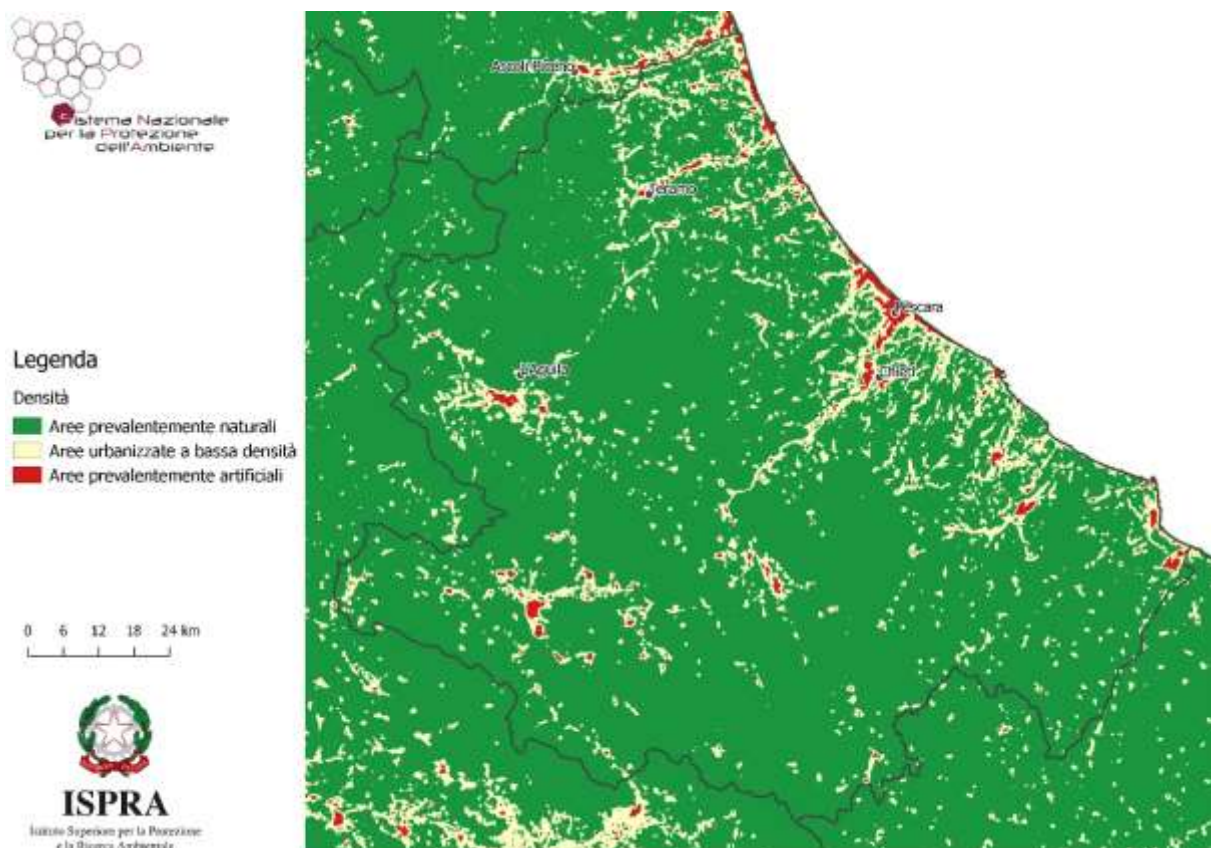 Sistema Nazionale
per la Protezione
dell'Ambiente
Legenda
Densità
Aree prevalentemente naturali
Aree urbanizzate a bassa densità
Aree prevalentemente artificiali
0 6 12 18 24 km
ISPRA
Istituto Superiore per la Protezione
e la Ricerca Ambientale
Ascoli Piceno
Teramo
Pescara
L'Aquila
Chieti